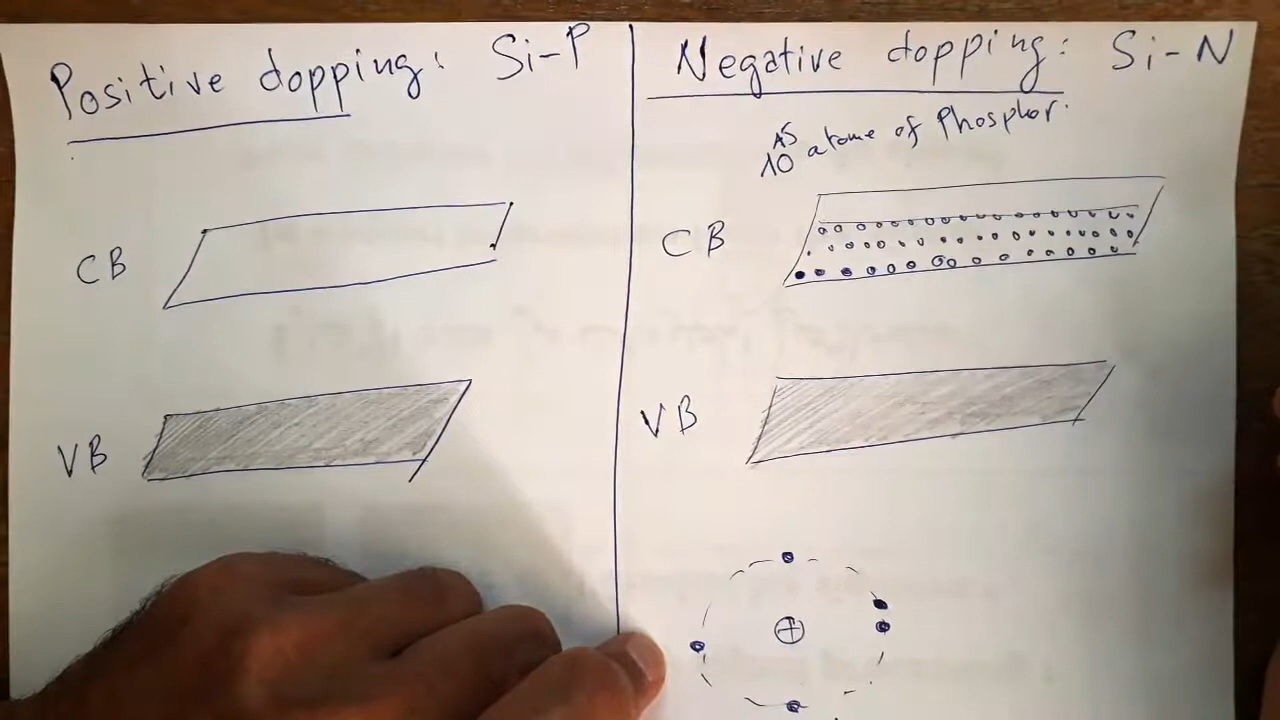 Positive dopping: Si-P
CB
VB
Negative dopping: Si-N
10^15 atome of Phosphor.
CB
VB
+